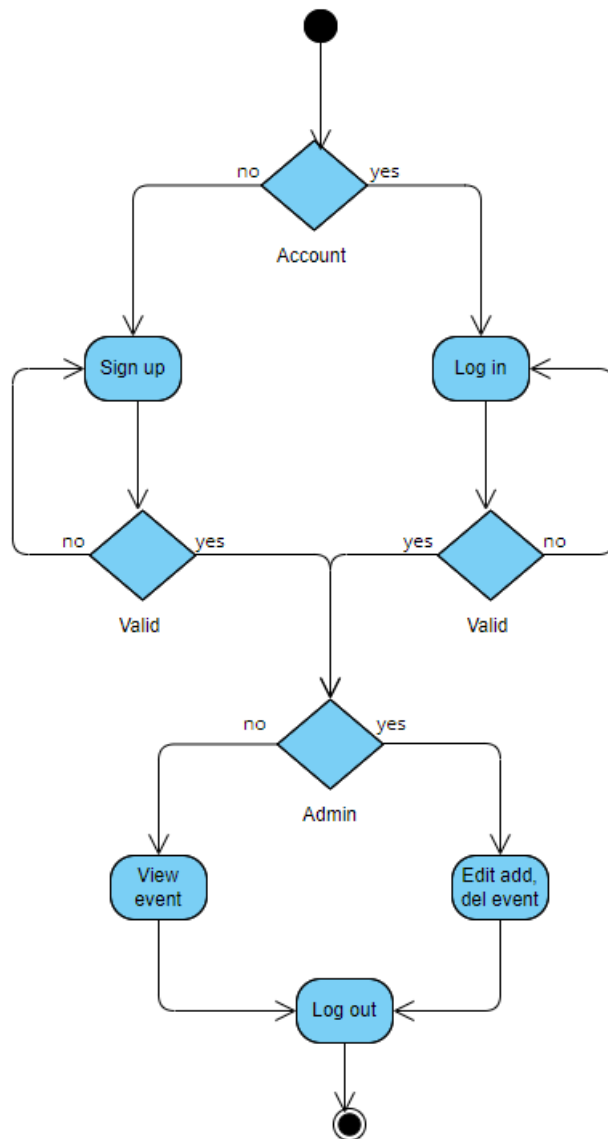 no
yes
Account
Sign up
Log in
no
yes
yes
no
Valid
Valid
no
yes
Admin
View
event
Edit add,
del event
Log out